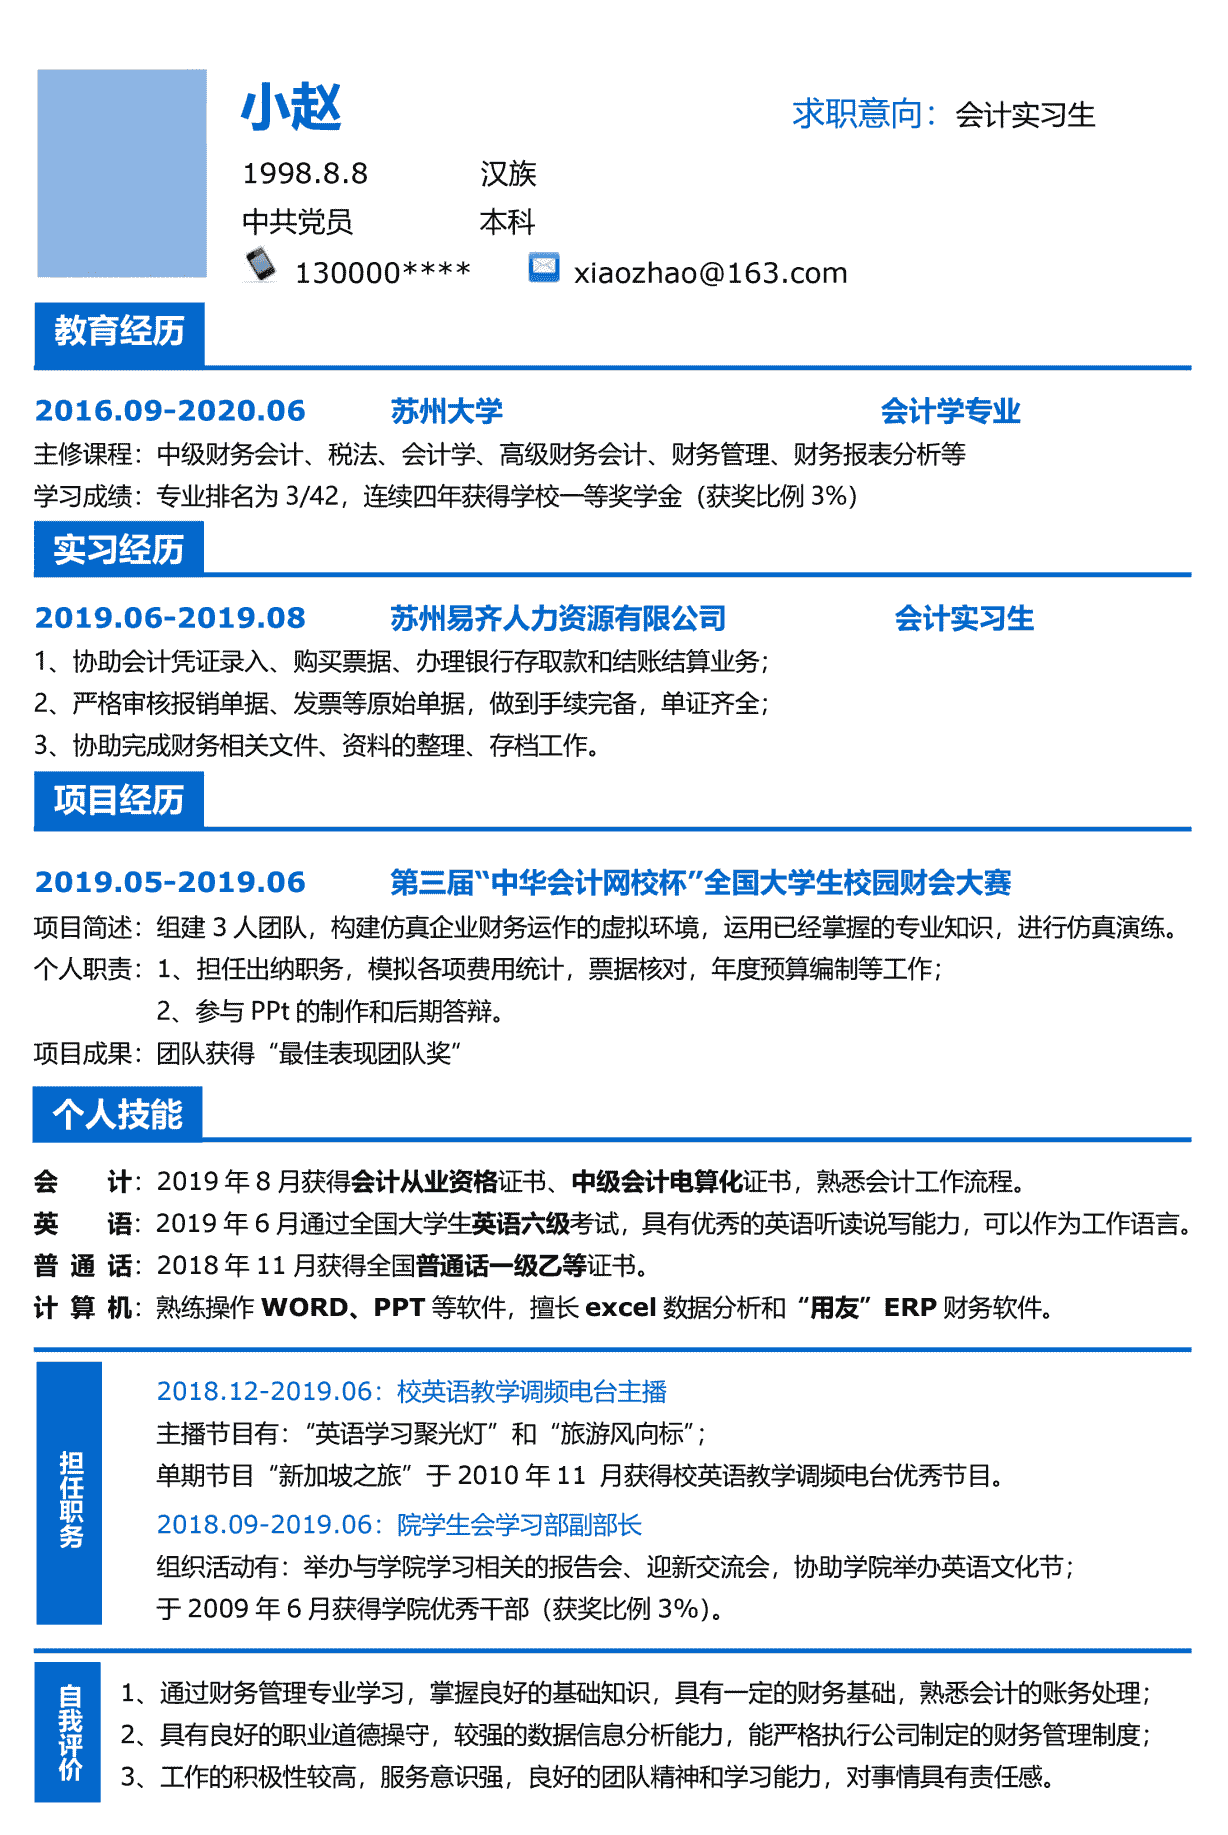 小赵
求职意向：会计实习生
1998.8.8 汉族
中共党员 本科
130000**** xiaozhao@163.com
教育经历
2016.09-2020.06 苏州大学 会计学专业
主修课程：中级财务会计、税法、会计学、高级财务会计、财务管理、财务报表分析等
学习成绩：专业排名为 3/42，连续四年获得学校一等奖学金（获奖比例 3%）
实习经历
2019.06-2019.08 苏州易齐人力资源有限公司 会计实习生
1、协助会计凭证录入、购买票据、办理银行存取款和结账结算业务；
2、严格审核报销单据、发票等原始单据，做到手续完备，单证齐全；
3、协助完成财务相关文件、资料的整理、存档工作。
项目经历
2019.05-2019.06 第三届“中华会计网校杯”全国大学生校园财会大赛
项目简述：组建 3 人团队，构建仿真企业财务运作的虚拟环境，运用已经掌握的专业知识，进行仿真演练。
个人职责：1、担任出纳职务，模拟各项费用统计，票据核对，年度预算编制等工作；
2、参与 PPt 的制作和后期答辩。
项目成果：团队获得“最佳表现团队奖”
个人技能
会 计：2019 年 8 月获得会计从业资格证书、中级会计电算化证书，熟悉会计工作流程。
英 语：2019 年 6 月通过全国大学生英语六级考试，具有优秀的英语听读说写能力，可以作为工作语言。
普 通 话：2018 年 11 月获得全国普通话一级乙等证书。
计 算 机：熟练操作 WORD、PPT 等软件，擅长 excel 数据分析和“用友”ERP 财务软件。
担任职务
2018.12-2019.06：校英语教学调频电台主播
主播节目有：“英语学习聚光灯”和“旅游风向标”；
单期节目“新加坡之旅”于 2010 年 11 月获得校英语教学调频电台优秀节目。
2018.09-2019.06：院学生会学习部副部长
组织活动有：举办与学院学习相关的报告会、迎新交流会，协助学院举办英语文化节；
于 2009 年 6 月获得学院优秀干部（获奖比例 3%）。
自我评价
1、通过财务管理专业学习，掌握良好的基础知识，具有一定的财务基础，熟悉会计的账务处理；
2、具有良好的职业道德操守，较强的数据信息分析能力，能严格执行公司制定的财务管理制度；
3、工作的积极性较高，服务意识强，良好的团队精神和学习能力，对事情具有责任感。